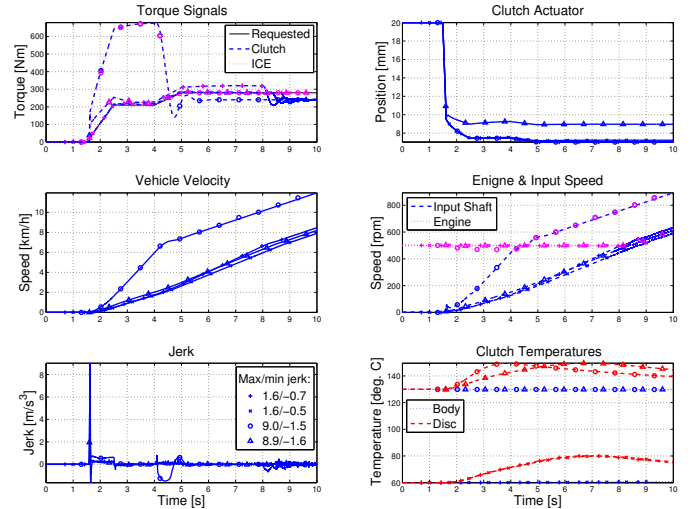 Torque Signals
Torque [Nm]
600
500
400
300
200
100
0
0 1 2 3 4 5 6 7 8 9 10
Requested
Clutch
ICE
Clutch Actuator
Position [mm]
20
18
16
14
12
10
8
0 1 2 3 4 5 6 7 8 9 10
Vehicle Velocity
Speed [km/h]
10
8
6
4
2
0
0 1 2 3 4 5 6 7 8 9 10
Enigne & Input Speed
Speed [rpm]
800
600
400
200
0
0 1 2 3 4 5 6 7 8 9 10
Input Shaft
Engine
Jerk
Jerk [m/s³]
8
6
4
2
0
0 1 2 3 4 5 6 7 8 9 10
Time [s]
Max/min jerk:
1.6/−0.7
1.6/−0.5
9.0/−1.5
8.9/−1.6
Clutch Temperatures
Temperature [deg. C]
140
120
100
80
60
0 1 2 3 4 5 6 7 8 9 10
Time [s]
Body
Disc